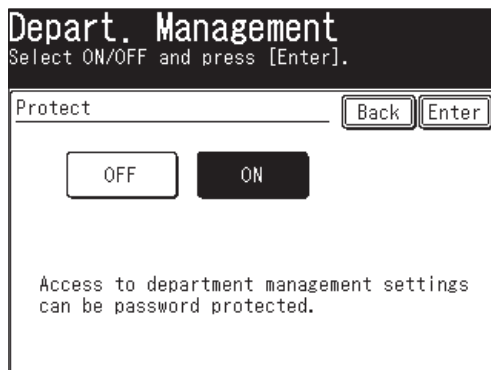 Depart. Management
Select ON/OFF and press [Enter].
Protect Back Enter
OFF ON
Access to department management settings
can be password protected.